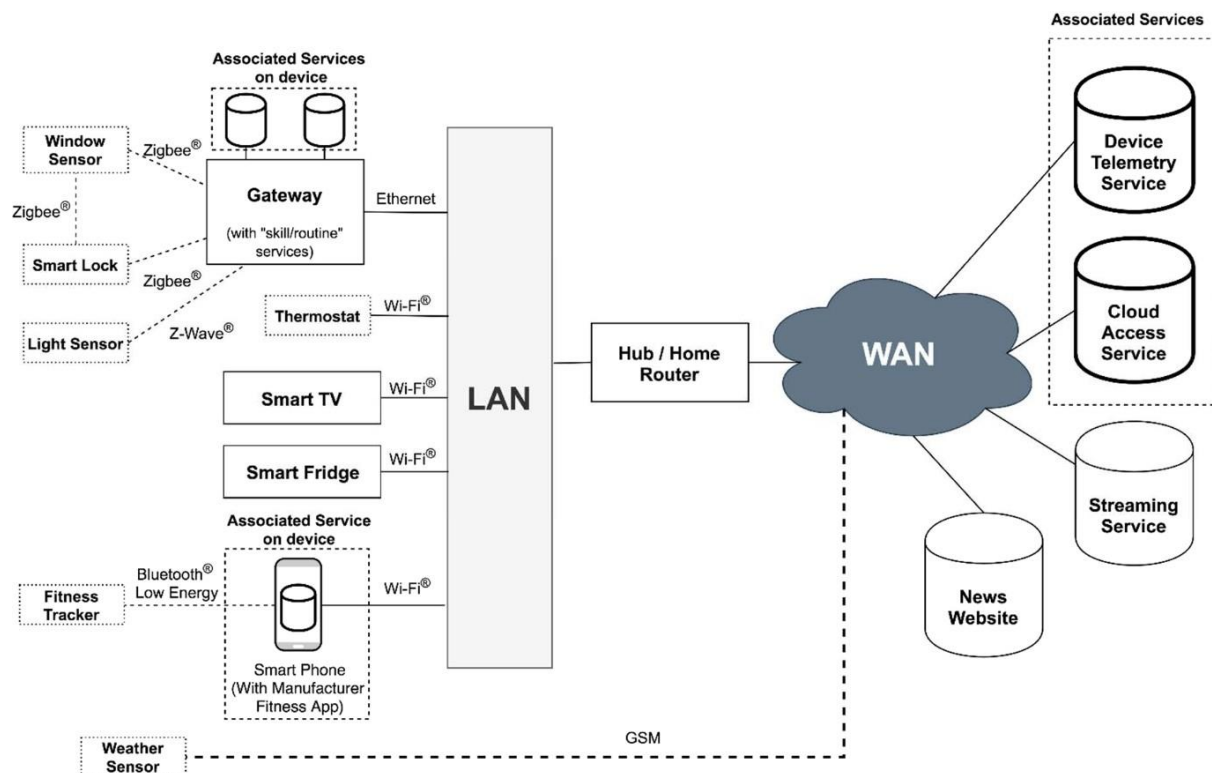 Associated Services
Associated Services
on device
Window
Sensor
Zigbee®
Device
Telemetry
Service
Gateway
Ethernet
(with "skill/routine"
services)
Zigbee®
Smart Lock
Zigbee®
Wi-Fi®
Thermostat
Z-Wave®
Light Sensor
Cloud
Access
Service
Hub / Home
Router
WAN
LAN
Wi-Fi®
Smart TV
Wi-Fi®
Smart Fridge
Streaming
Service
Associated Service
on device
Bluetooth®
Low Energy
Wi-Fi®
Fitness
Tracker
News
Website
Smart Phone
(With Manufacturer
Fitness App)
GSM
Weather
Sensor